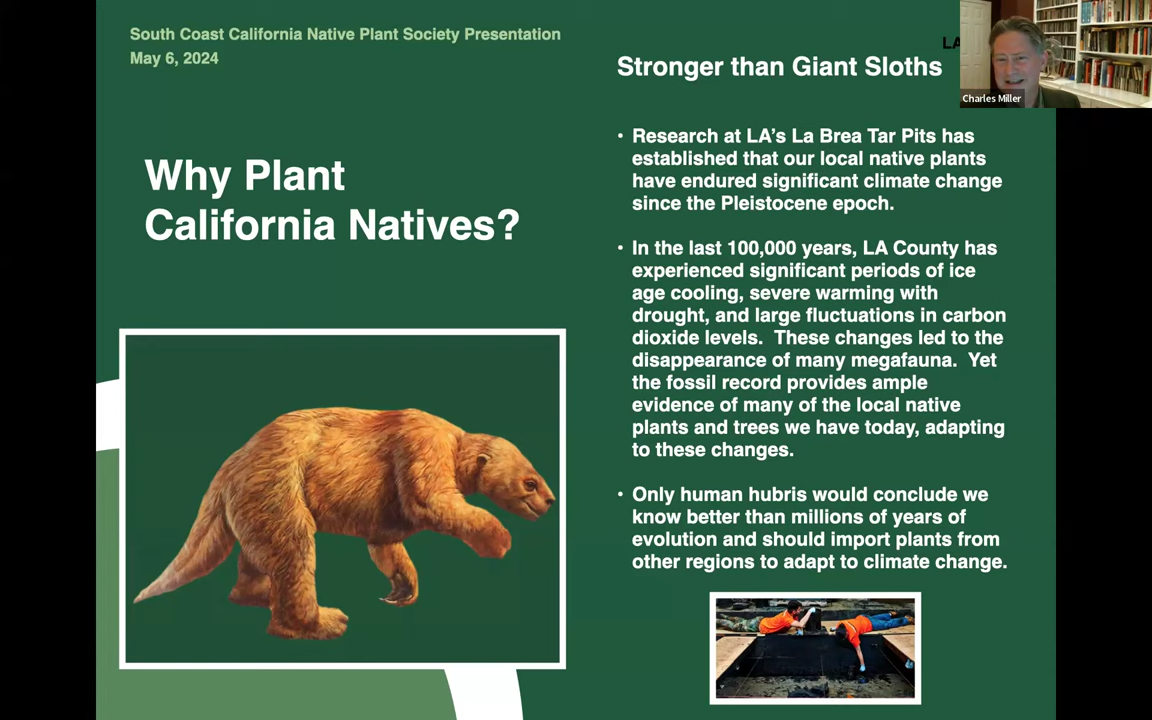 South Coast California Native Plant Society Presentation
May 6, 2024
Why Plant
California Natives?
LA
Stronger than Giant Sloths
Charles Miller
• Research at LA’s La Brea Tar Pits has
established that our local native plants
have endured significant climate change
since the Pleistocene epoch.
• In the last 100,000 years, LA County has
experienced significant periods of ice
age cooling, severe warming with
drought, and large fluctuations in carbon
dioxide levels.  These changes led to the
disappearance of many megafauna.  Yet
the fossil record provides ample
evidence of many of the local native
plants and trees we have today, adapting
to these changes.
• Only human hubris would conclude we
know better than millions of years of
evolution and should import plants from
other regions to adapt to climate change.